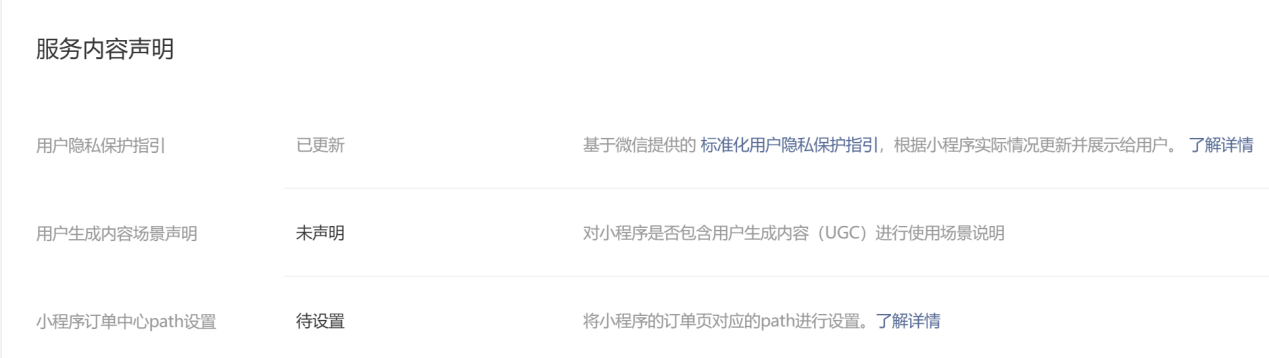 服务内容声明
用户隐私保护指引 已更新 基于微信提供的 标准化用户隐私保护指引，根据小程序实际情况更新并展示给用户。 了解详情
用户生成内容场景声明 未声明 对小程序是否包含用户生成内容（UGC）进行使用场景说明
小程序订单中心path设置 待设置 将小程序的订单页对应的path进行设置。了解详情